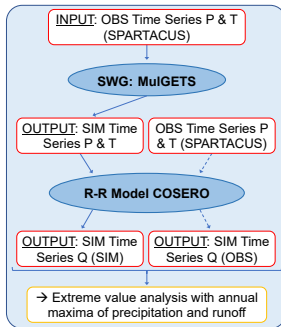 INPUT: OBS Time Series P & T
(SPARTACUS)
SWG: MulGETS
OUTPUT: SIM Time
Series P & T
OBS Time Series P
& T (SPARTACUS)
R-R Model COSERO
OUTPUT: SIM Time
Series Q (SIM)
OUTPUT: SIM Time
Series Q (OBS)
→ Extreme value analysis with annual
maxima of precipitation and runoff